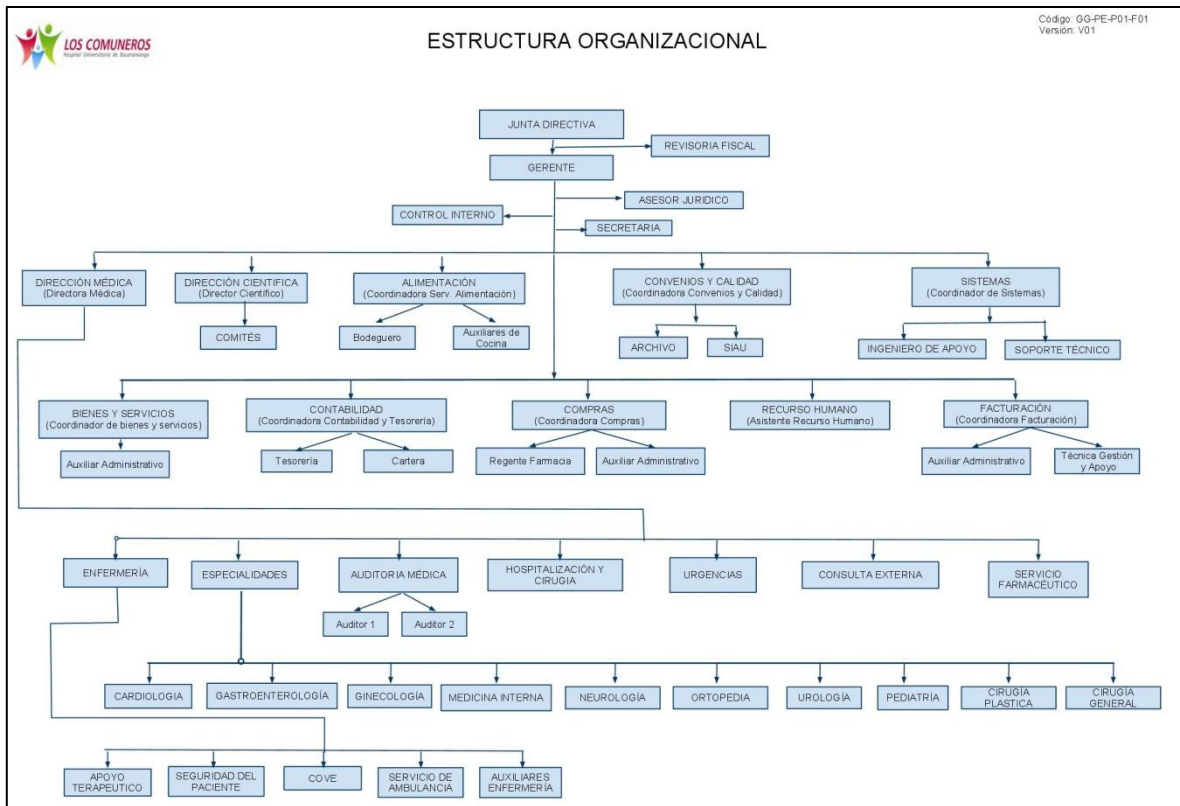 Código: GG-PE-P01-F01
Versión: V01
LOS COMUNEROS
Hospital Universitario de Bucaramanga
ESTRUCTURA ORGANIZACIONAL
JUNTA DIRECTIVA
REVISORIA FISCAL
GERENTE
ASESOR JURIDICO
CONTROL INTERNO
SECRETARIA
DIRECCIÓN MÉDICA
(Directora Médica)
DIRECCIÓN CIENTIFICA
(Director Científico)
ALIMENTACIÓN
(Coordinadora Serv. Alimentación)
CONVENIOS Y CALIDAD
(Coordinadora Convenios y Calidad)
SISTEMAS
(Coordinador de Sistemas)
COMITÉS
Bodeguero
Auxiliares de
Cocina
ARCHIVO
SIAU
INGENIERO DE APOYO
SOPORTE TÉCNICO
BIENES Y SERVICIOS
(Coordinador de bienes y servicios)
CONTABILIDAD
(Coordinadora Contabilidad y Tesorería)
COMPRAS
(Coordinadora Compras)
RECURSO HUMANO
(Asistente Recurso Humano)
FACTURACIÓN
(Coordinadora Facturación)
Auxiliar Administrativo
Tesorería
Cartera
Regente Farmacia
Auxiliar Administrativo
Auxiliar Administrativo
Técnica Gestión
y Apoyo
ENFERMERÍA
ESPECIALIDADES
AUDITORIA MÉDICA
HOSPITALIZACIÓN Y
CIRUGIA
URGENCIAS
CONSULTA EXTERNA
SERVICIO
FARMACÉUTICO
Auditor 1
Auditor 2
CARDIOLOGIA
GASTROENTEROLOGÍA
GINECOLOGÍA
MEDICINA INTERNA
NEUROLOGÍA
ORTOPEDIA
UROLOGÍA
PEDIATRÍA
CIRUGÍA
PLASTICA
CIRUGÍA
GENERAL
APOYO
TERAPEUTICO
SEGURIDAD DEL
PACIENTE
COVE
SERVICIO DE
AMBULANCIA
AUXILIARES
ENFERMERÍA